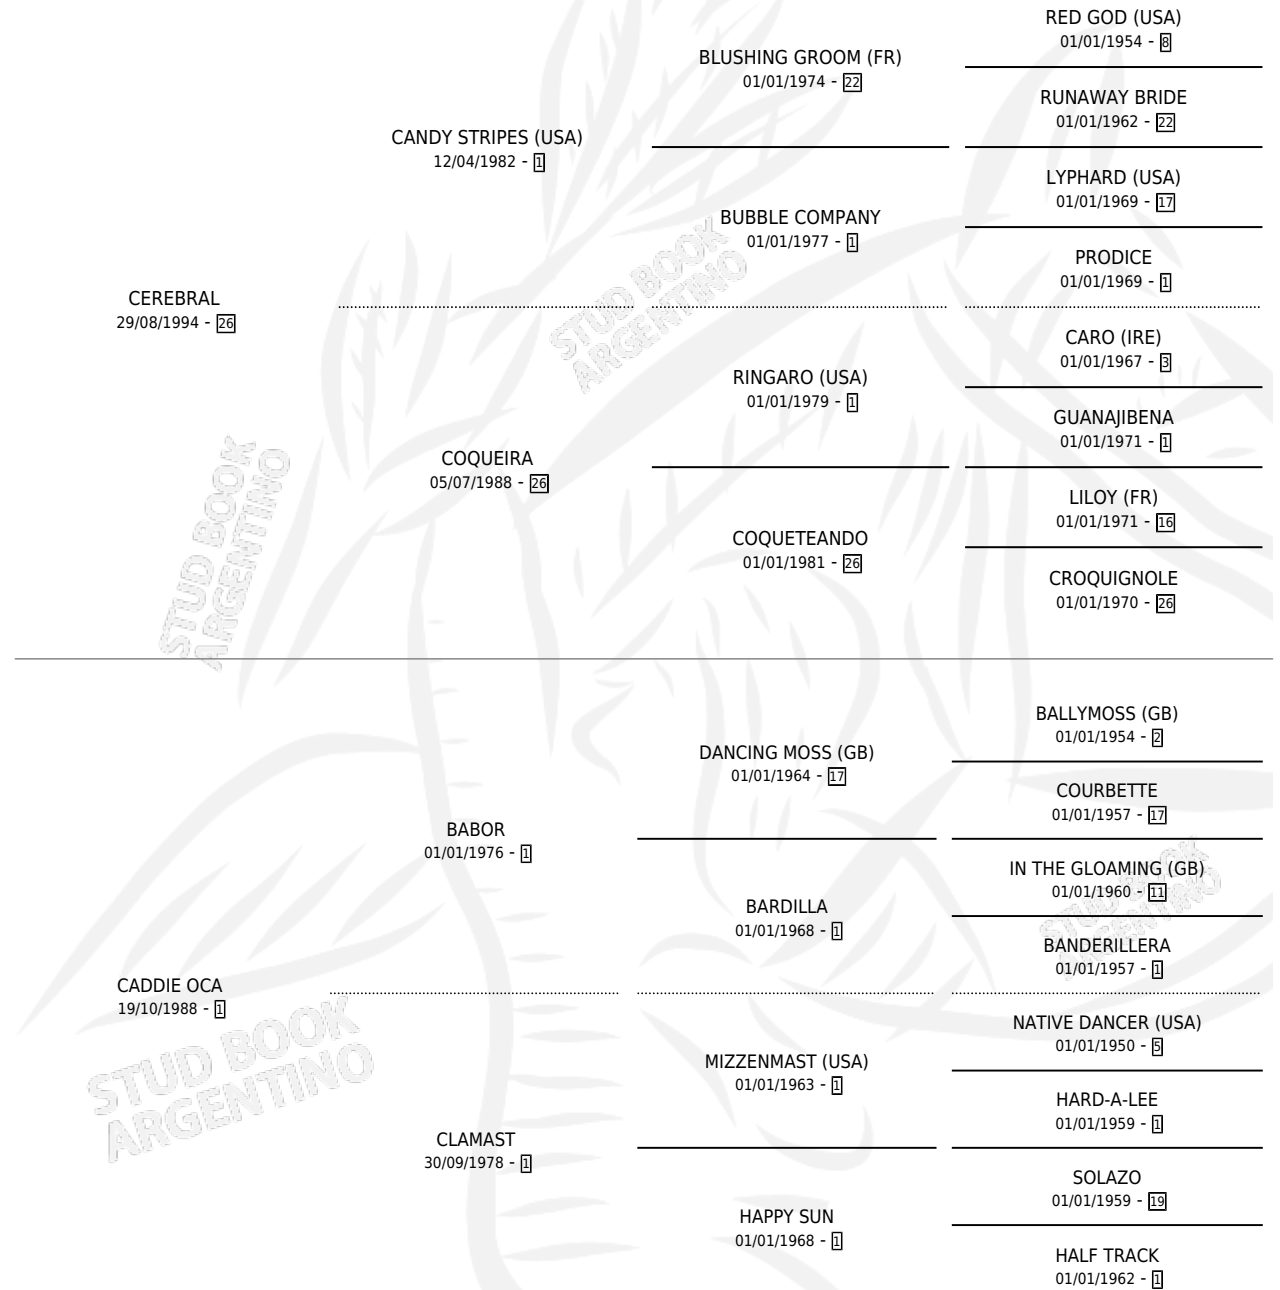 RED GOD (USA)
01/01/1954 - 8
BLUSHING GROOM (FR)
01/01/1974 - 22
RUNAWAY BRIDE
01/01/1962 - 22
CANDY STRIPES (USA)
12/04/1982 - 1
LYPHARD (USA)
01/01/1969 - 17
BUBBLE COMPANY
01/01/1977 - 1
PRODICE
01/01/1969 - 1
CEREBRAL
29/08/1994 - 26
STUD BOOK
ARGENTINO
CARO (IRE)
01/01/1967 - 3
RINGARO (USA)
01/01/1979 - 1
GUANAJIBENA
01/01/1971 - 1
COQUEIRA
05/07/1988 - 26
LILOY (FR)
01/01/1971 - 16
COQUETEANDO
01/01/1981 - 26
CROQUIGNOLE
01/01/1970 - 26
STUD BOOK
ARGENTINO
BALLYMOSS (GB)
01/01/1954 - 2
DANCING MOSS (GB)
01/01/1964 - 17
COURBETTE
01/01/1957 - 17
BABOR
01/01/1976 - 1
IN THE GLOAMING (GB)
01/01/1960 - 11
BARDILLA
01/01/1968 - 1
STUD BOOK
ARGENTINO
BANDERILLERA
01/01/1957 - 1
CADDIE OCA
19/10/1988 - 1
STUD BOOK
ARGENTINO
NATIVE DANCER (USA)
01/01/1950 - 5
MIZZENMAST (USA)
01/01/1963 - 1
HARD-A-LEE
01/01/1959 - 1
CLAMAST
30/09/1978 - 1
SOLAZO
01/01/1959 - 19
HAPPY SUN
01/01/1968 - 1
HALF TRACK
01/01/1962 - 1